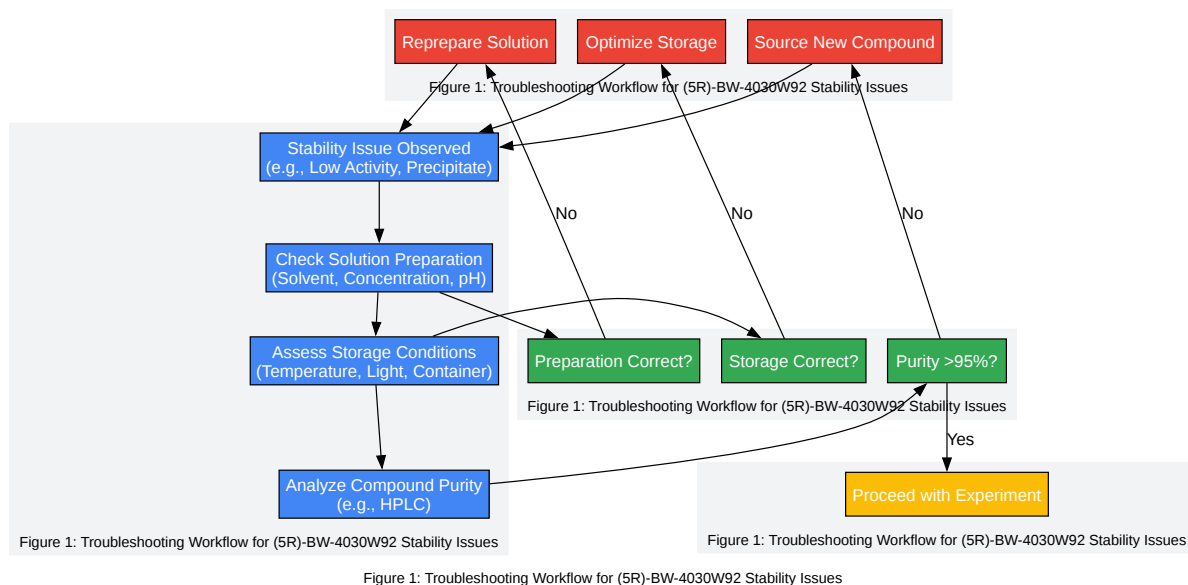 Reprepare Solution
Optimize Storage
Source New Compound
Figure 1: Troubleshooting Workflow for (5R)-BW-4030W92 Stability Issues
Stability Issue Observed
(e.g., Low Activity, Precipitate)
No
No
No
Check Solution Preparation
(Solvent, Concentration, pH)
Assess Storage Conditions
(Temperature, Light, Container)
Preparation Correct?
Storage Correct?
Purity >95%?
Figure 1: Troubleshooting Workflow for (5R)-BW-4030W92 Stability Issues
Yes
Analyze Compound Purity
(e.g., HPLC)
Proceed with Experiment
Figure 1: Troubleshooting Workflow for (5R)-BW-4030W92 Stability Issues
Figure 1: Troubleshooting Workflow for (5R)-BW-4030W92 Stability Issues
Figure 1: Troubleshooting Workflow for (5R)-BW-4030W92 Stability Issues